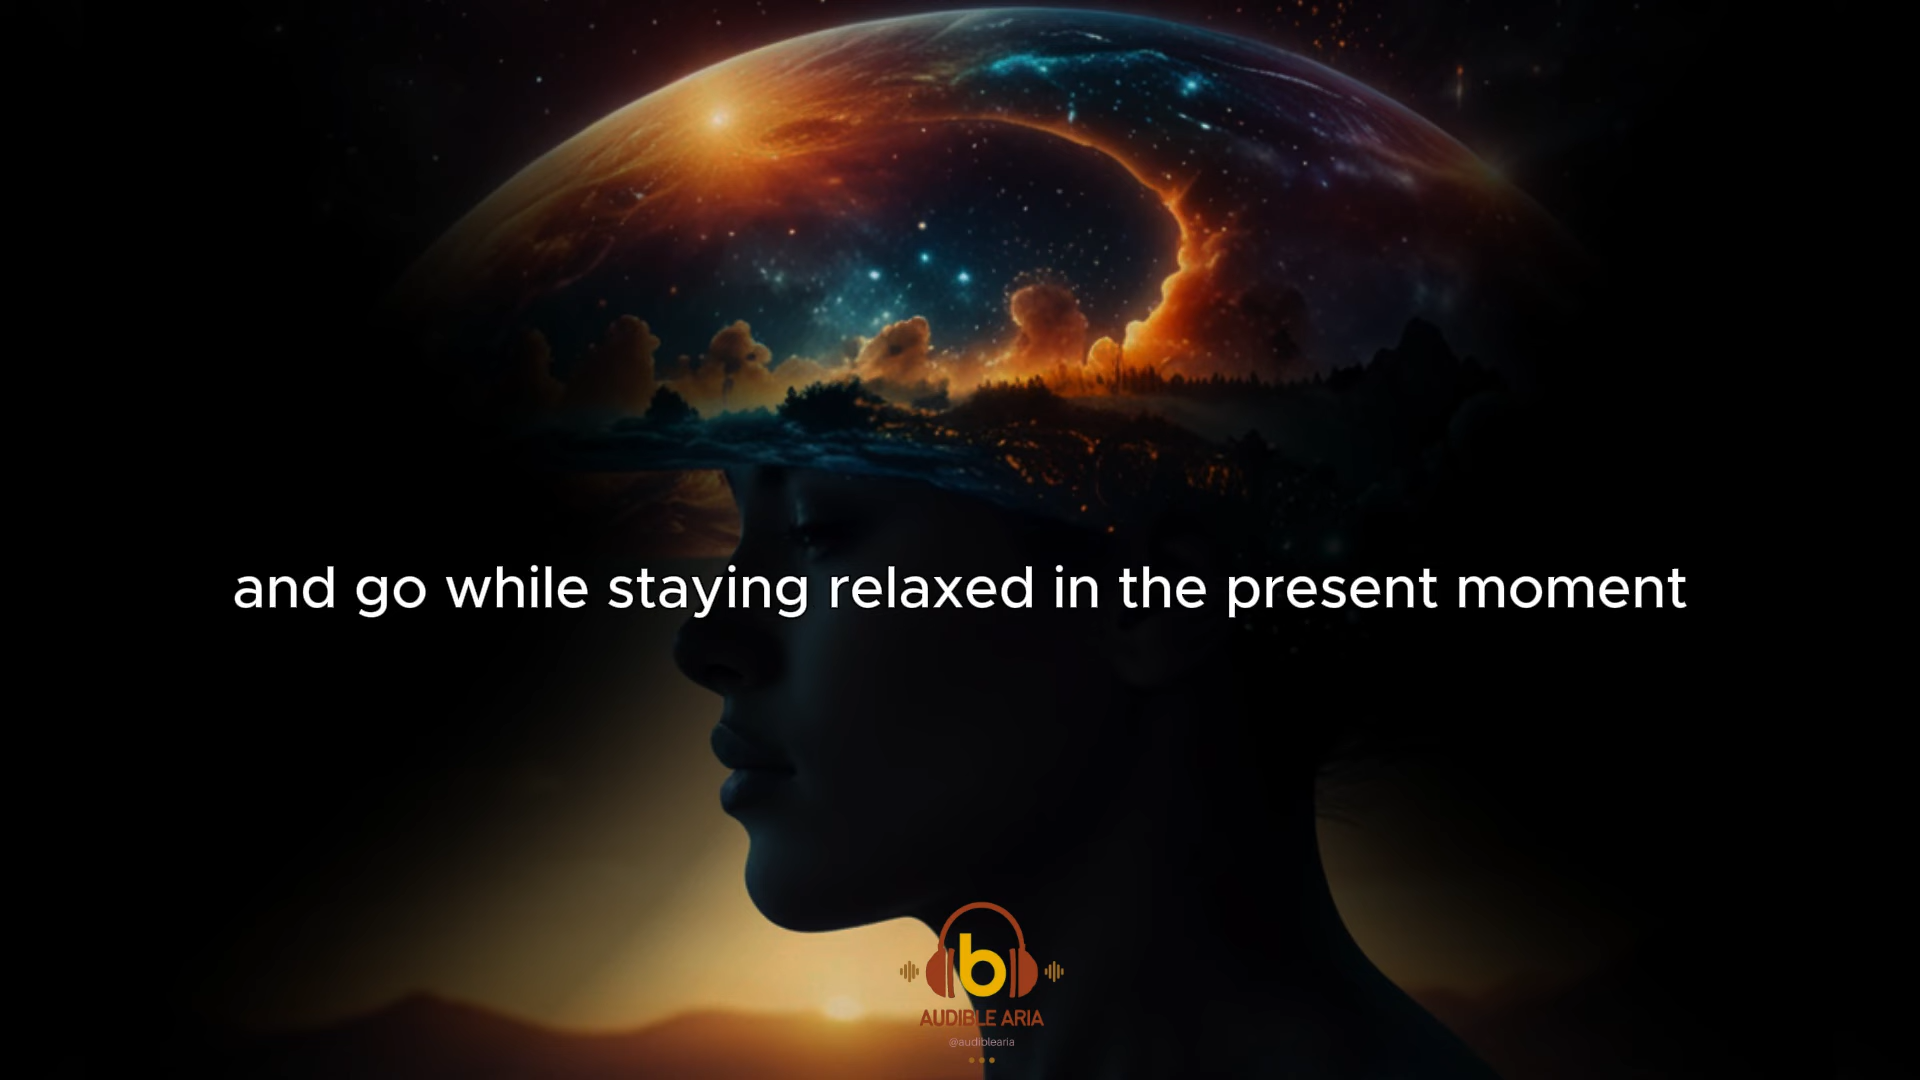 and go while staying relaxed in the present moment
b
AUDIBLE ARIA
@audiblearia